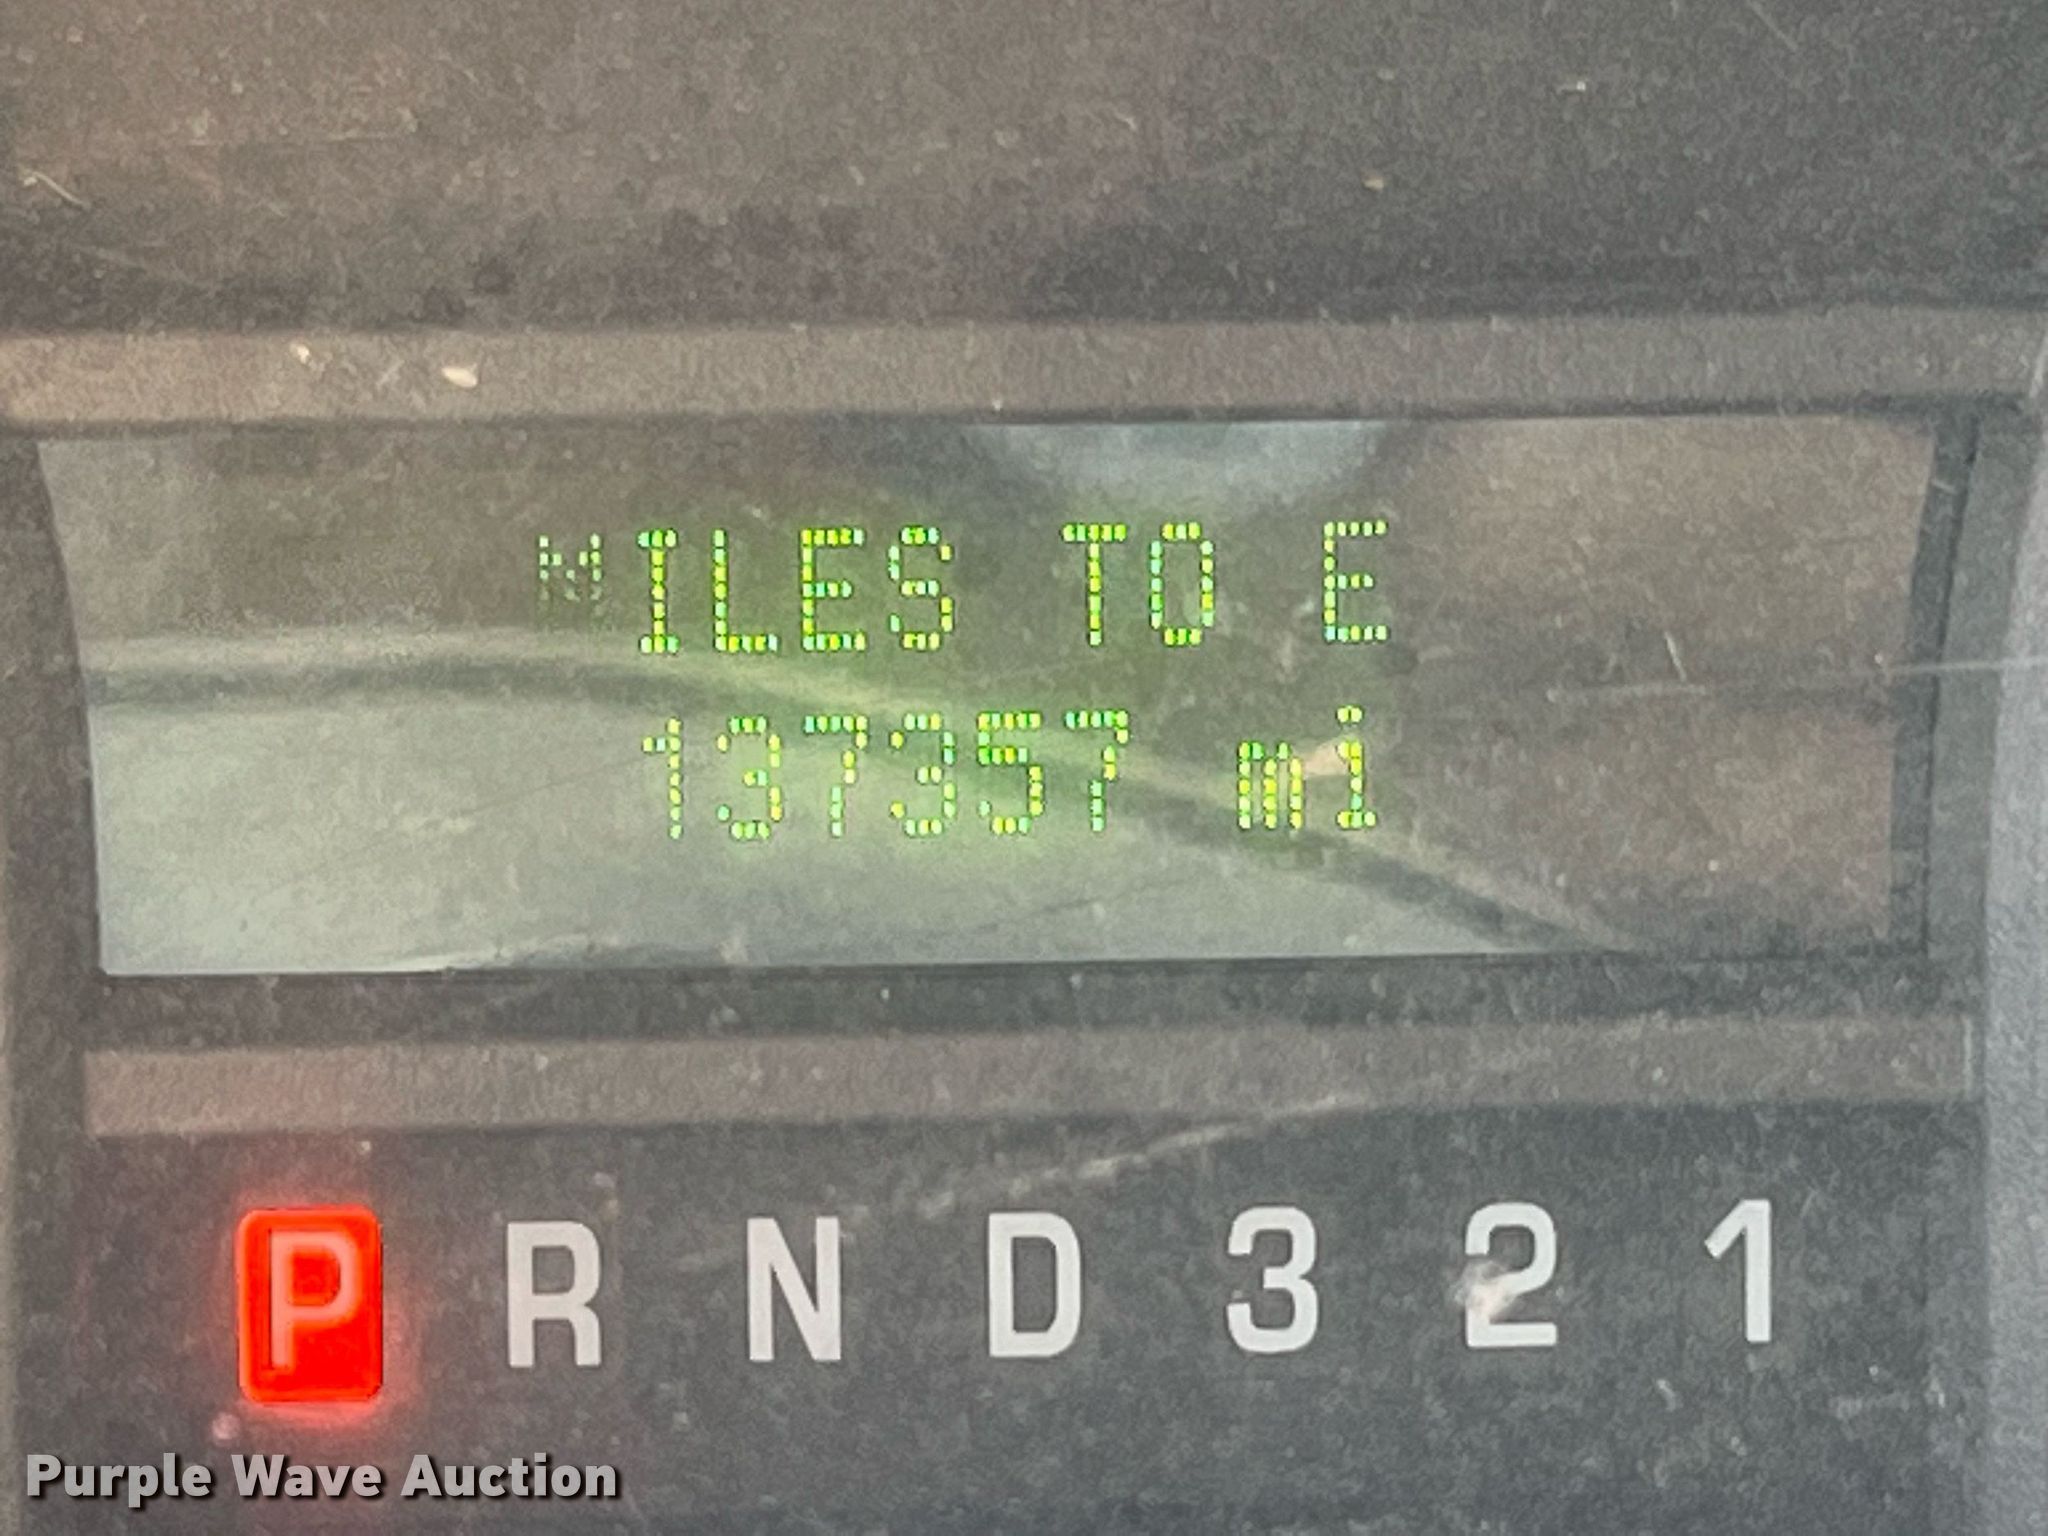 MILES TO E
137357 mi
P R N D 3 2 1
Purple Wave Auction